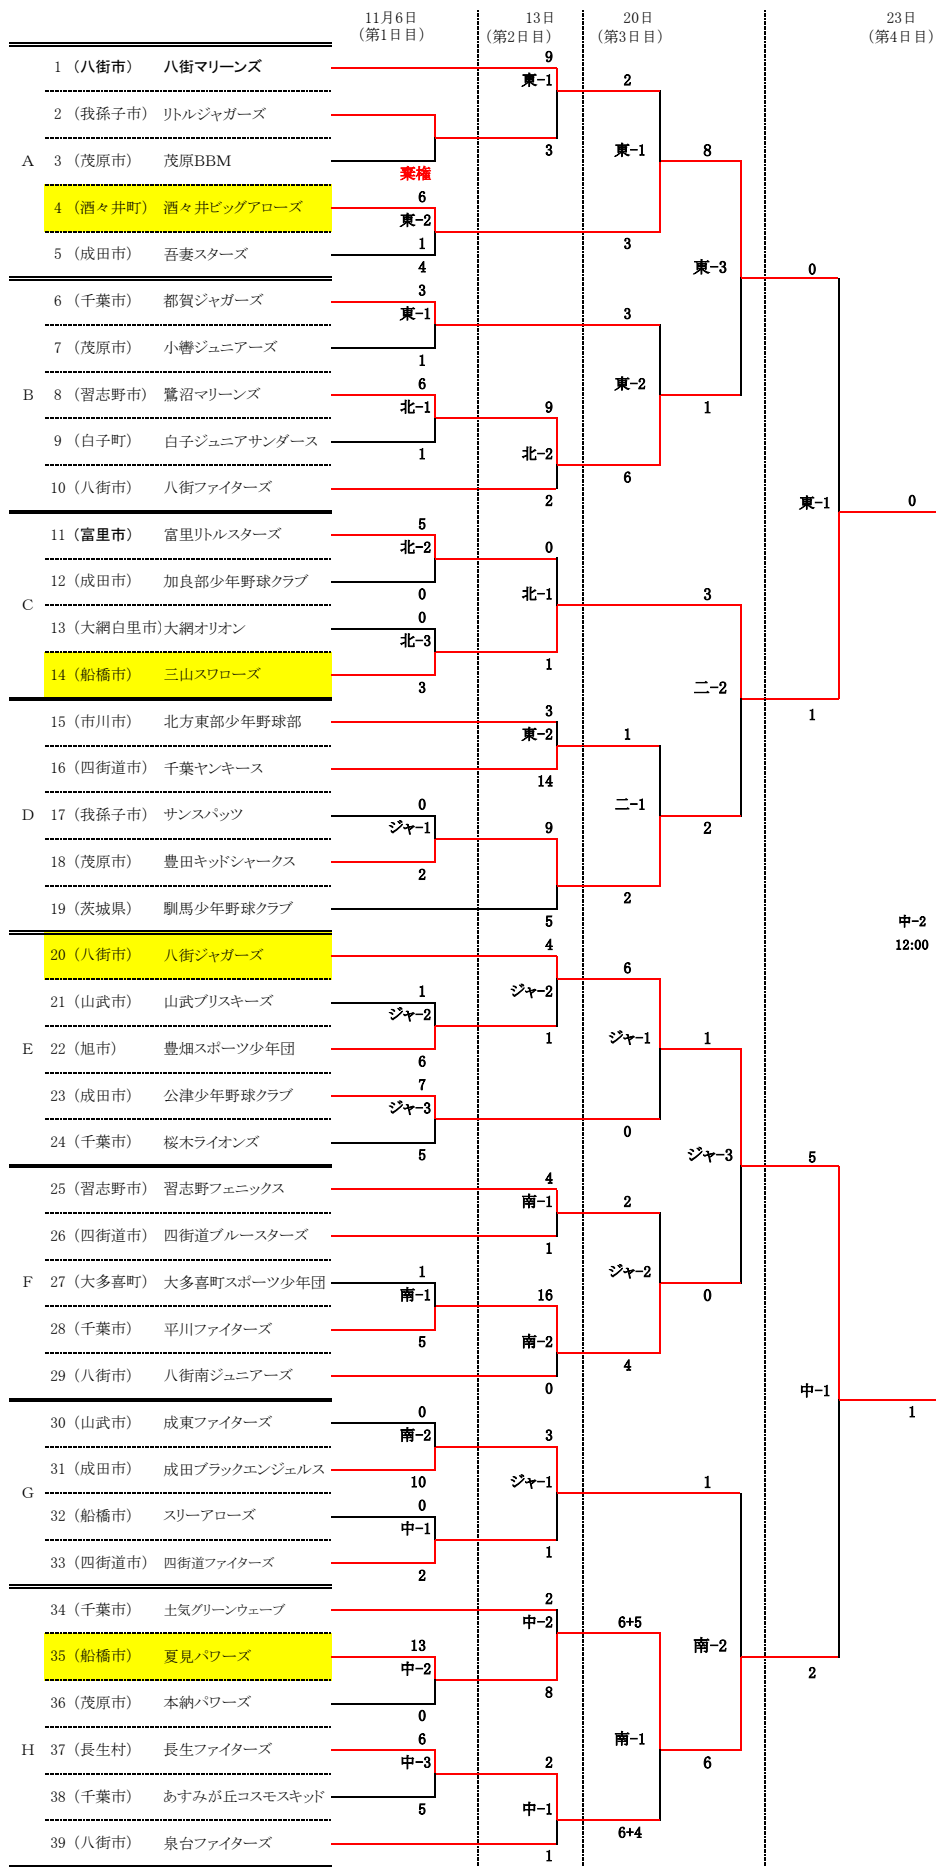 11月6日 13日 20日 23日
(第1日目) (第2日目) (第3日目) (第4日目)
9
1 (八街市) 八街マリーンズ
東-1 2
2 (我孫子市) リトルジャガーズ
3 東-1 8
A 3 (茂原市) 茂原BBM
棄権
6
4 (酒々井町) 酒々井ビッグアローズ
東-2
1 3
5 (成田市) 吾妻スターズ
4 東-3 0
3
6 (千葉市) 都賀ジャガーズ
東-1 3
7 (茂原市) 小轡ジュニアーズ
1
6 東-2
B 8 (習志野市) 鷺沼マリーンズ
北-1 9 1
9 (白子町) 白子ジュニアサンダース
1 北-2
6
10 (八街市) 八街ファイターズ
2 東-1 0
5
11 (富里市) 富里リトルスターズ
北-2 0
12 (成田市) 加良部少年野球クラブ
0 北-1 3
C
0
13 (大網白里市) 大網オリオン
北-3
1
14 (船橋市) 三山スワローズ
3 二-2
3 1
15 (市川市) 北方東部少年野球部
東-2 1
16 (四街道市) 千葉ヤンキース
14
0 二-1
D 17 (我孫子市) サンスパッツ
ジャ-1 9 2
18 (茂原市) 豊田キッドシャークス
2
2
19 (茨城県) 馴馬少年野球クラブ
5 中-2
4 12:00
20 (八街市) 八街ジャガーズ
6
1 ジャ-2
21 (山武市) 山武ブリスキーズ
ジャ-2
1 ジャ-1 1
E 22 (旭市) 豊畑スポーツ少年団
6
7
23 (成田市) 公津少年野球クラブ
ジャ-3
0
24 (千葉市) 桜木ライオンズ
5 ジャ-3 5
4
25 (習志野市) 習志野フェニックス
南-1 2
26 (四街道市) 四街道ブルースターズ
1
1 ジャ-2
F 27 (大多喜町) 大多喜町スポーツ少年団
南-1 16 0
28 (千葉市) 平川ファイターズ
5 南-2
4
29 (八街市) 八街南ジュニアーズ
0 中-1
0 1
30 (山武市) 成東ファイターズ
南-2 3
31 (成田市) 成田ブラックエンジェルス
10 ジャ-1 1
G
0
32 (船橋市) スリーアローズ
中-1
1
33 (四街道市) 四街道ファイターズ
2
2
34 (千葉市) 土気グリーンウェーブ
中-2 6+5
13 南-2
35 (船橋市) 夏見パワーズ
中-2 2
8
36 (茂原市) 本納パワーズ
0
6 南-1
H 37 (長生村) 長生ファイターズ
中-3 2 6
38 (千葉市) あすみが丘コスモスキッド
5 中-1
6+4
39 (八街市) 泉台ファイターズ
1